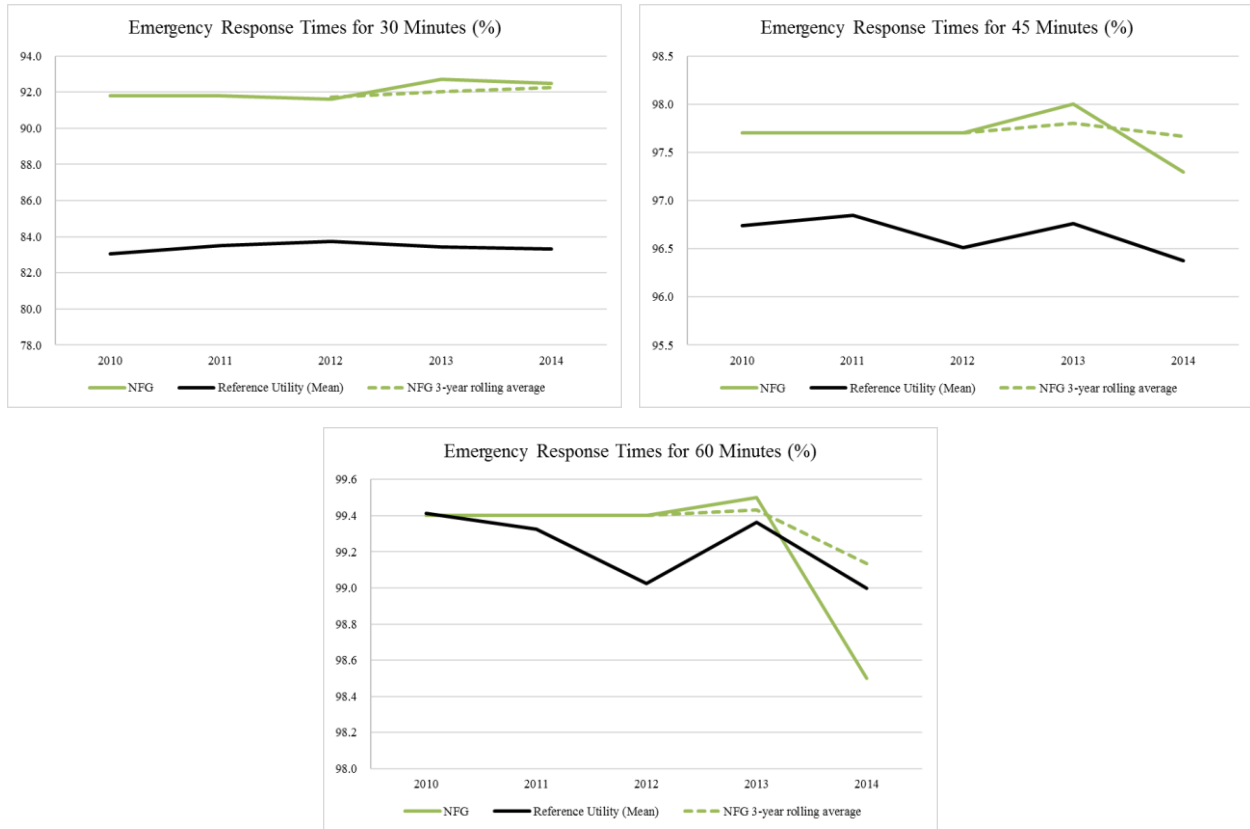 Emergency Response Times for 30 Minutes (%)
94.0
92.0
90.0
88.0
86.0
84.0
82.0
80.0
78.0
2010 2011 2012 2013 2014
NFG Reference Utility (Mean) NFG 3-year rolling average
Emergency Response Times for 45 Minutes (%)
98.5
98.0
97.5
97.0
96.5
96.0
95.5
2010 2011 2012 2013 2014
NFG Reference Utility (Mean) NFG 3-year rolling average
Emergency Response Times for 60 Minutes (%)
99.6
99.4
99.2
99.0
98.8
98.6
98.4
98.2
98.0
2010 2011 2012 2013 2014
NFG Reference Utility (Mean) NFG 3-year rolling average